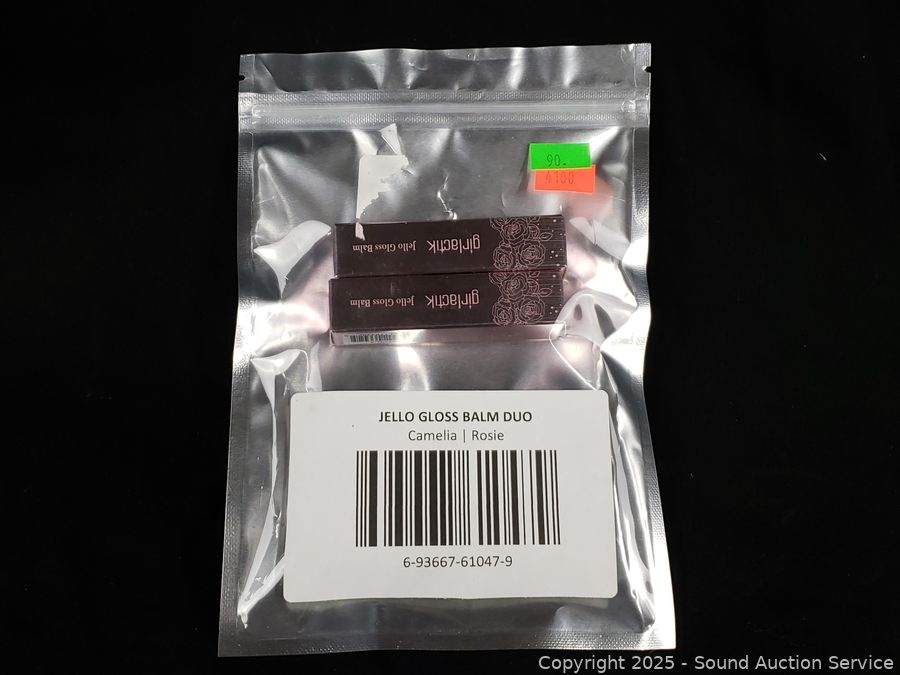 90.
4100
girlactik Jello Gloss Balm
girlactik Jello Gloss Balm
JELLO GLOSS BALM DUO
Camelia | Rosie
6-93667-61047-9
Copyright 2025 - Sound Auction Service